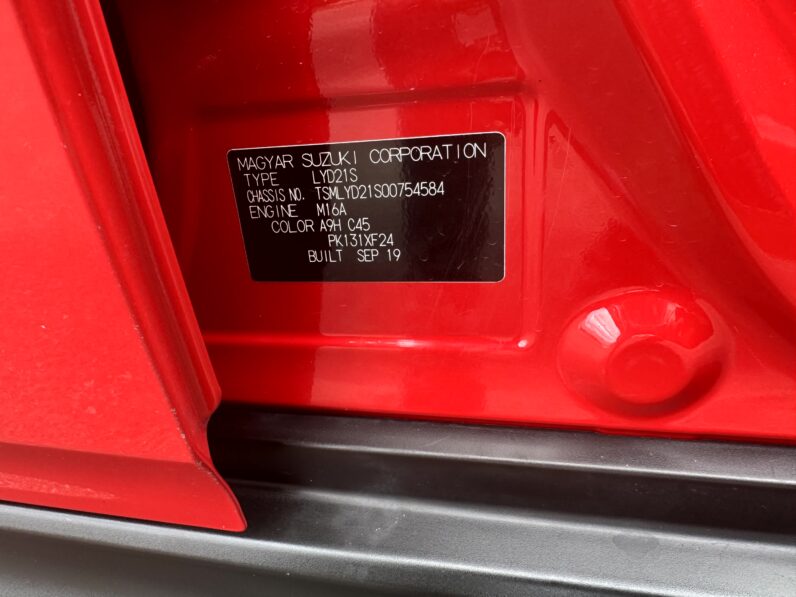 MAGYAR SUZUKI CORPORATION
TYPE LYD21S
CHASSIS NO. TSMLYD21S00754584
ENGINE M16A
COLOR A9H C45
PK131XF24
BUILT SEP 19